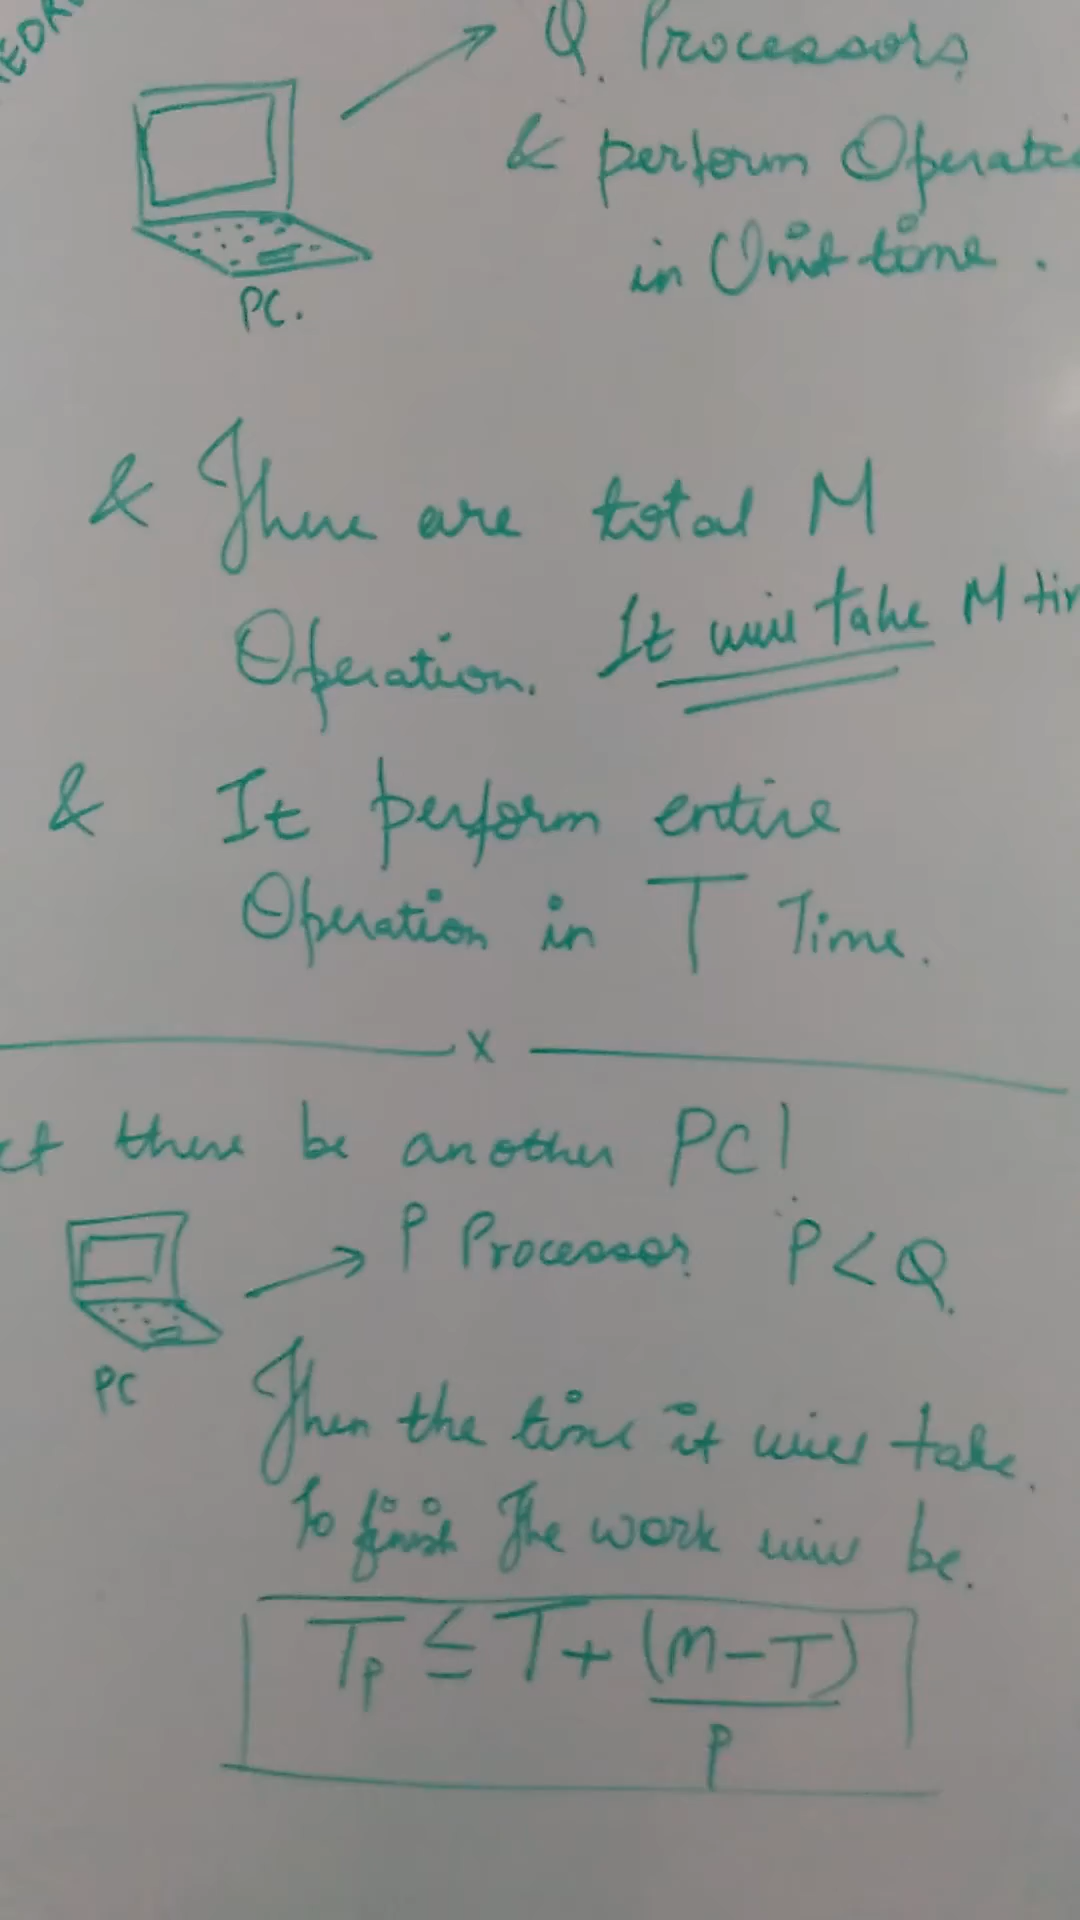 Q Processors
& perform Operatio
in Unit time.
PC.
& There are total M
Operation. It will take M tim
& It perform entire
Operation in T Time.
x
et there be another PC!
P Processor. P < Q.
PC
Then the time it will take.
To finish The work will be.
Tp ≤ T + (M-T)
P